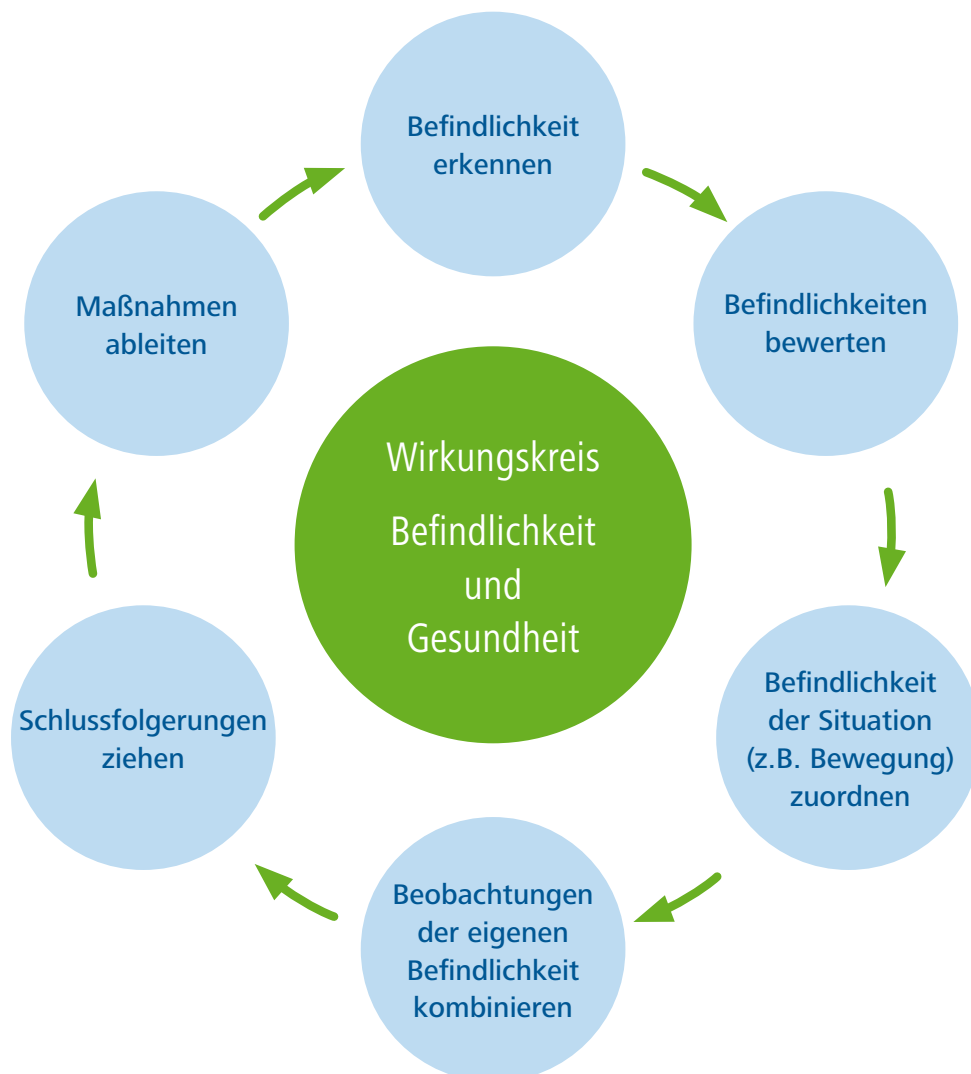 Befindlichkeit
erkennen
Befindlichkeiten
bewerten
Befindlichkeit
der Situation
(z.B. Bewegung)
zuordnen
Beobachtungen
der eigenen
Befindlichkeit
kombinieren
Schlussfolgerungen
ziehen
Maßnahmen
ableiten
Wirkungskreis
Befindlichkeit
und
Gesundheit